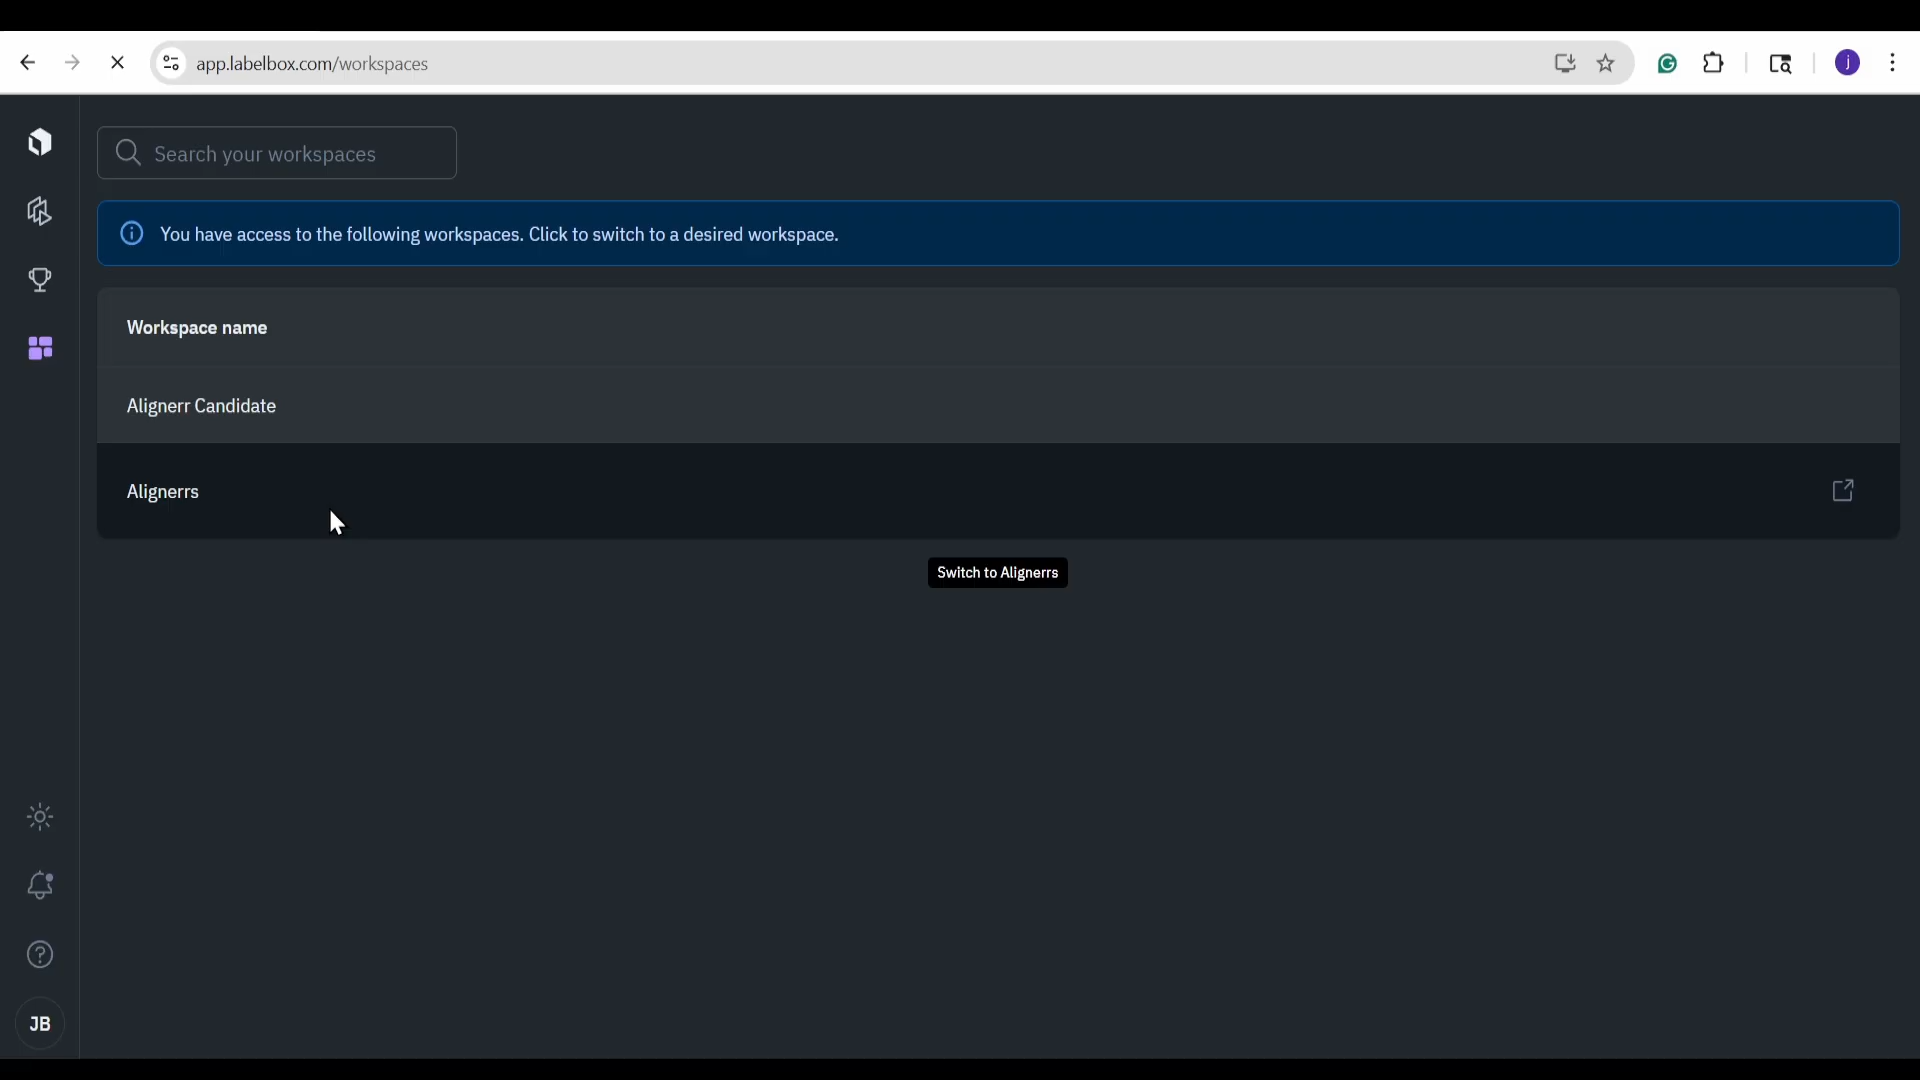 app.labelbox.com/workspaces
j
Search your workspaces
You have access to the following workspaces. Click to switch to a desired workspace.
Workspace name
Alignerr Candidate
Alignerrs
Switch to Alignerrs
JB